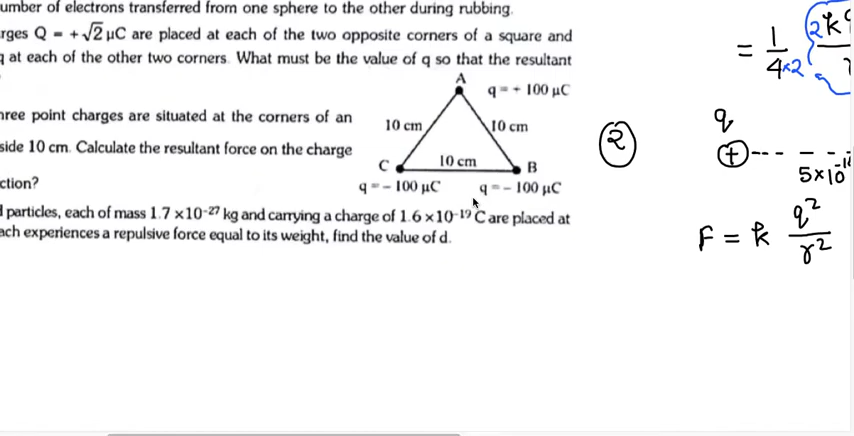 umber of electrons transferred from one sphere to the other during rubbing.
rges Q = +√2 μC are placed at each of the two opposite corners of a square and
q at each of the other two corners. What must be the value of q so that the resultant
A
q = + 100 μC
hree point charges are situated at the corners of an
10 cm
10 cm
side 10 cm. Calculate the resultant force on the charge
C
10 cm
B
ction?
q = – 100 μC
q = – 100 μC
d particles, each of mass 1.7 ×10⁻²⁷ kg and carrying a charge of 1.6 ×10⁻¹⁹ C are placed at
ach experiences a repulsive force equal to its weight, find the value of d.
= 1/4×2 2kq
2
q
+ --- - - -
5×10
F = k q²/r²